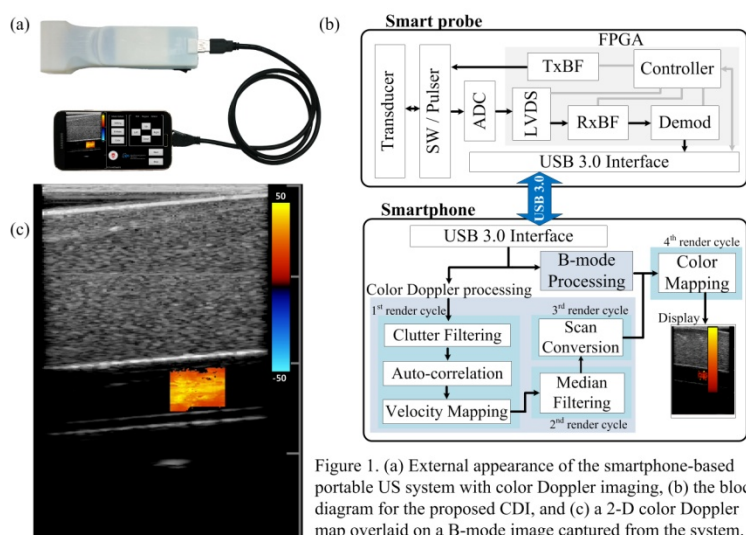 (a)
(b)
Smart probe
FPGA
Transducer
SW / Pulser
ADC
LVDS
TxBF
Controller
RxBF
Demod
USB 3.0 Interface
USB 3.0
Smartphone
USB 3.0 Interface
4th render cycle
B-mode
Processing
Color
Mapping
Color Doppler processing
1st render cycle
3rd render cycle
Display
Clutter Filtering
Scan
Conversion
Auto-correlation
Median
Filtering
Velocity Mapping
2nd render cycle
(c)
50
-50
Figure 1. (a) External appearance of the smartphone-based
portable US system with color Doppler imaging, (b) the bloc
diagram for the proposed CDI, and (c) a 2-D color Doppler
map overlaid on a B-mode image captured from the system.